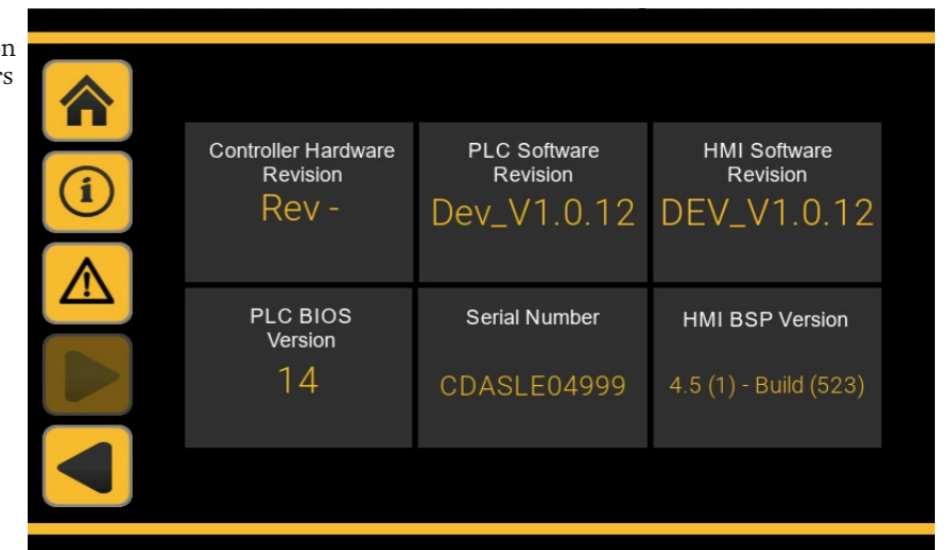 Controller Hardware
Revision
Rev -
PLC Software
Revision
Dev_V1.0.12
HMI Software
Revision
DEV_V1.0.12
PLC BIOS
Version
14
Serial Number
CDASLE04999
HMI BSP Version
4.5 (1) - Build (523)